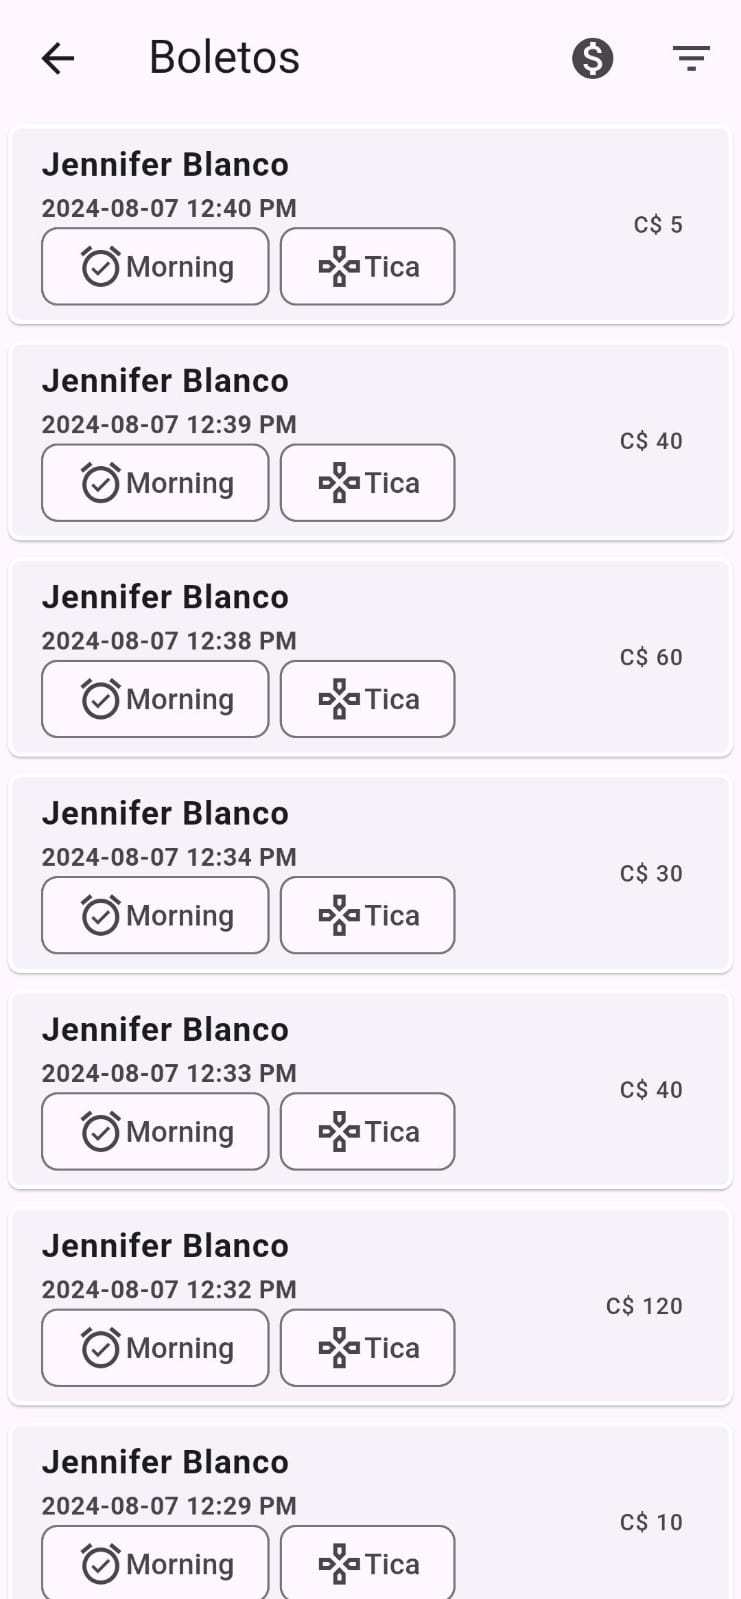 Boletos
Jennifer Blanco
2024-08-07 12:40 PM
C$ 5
Morning
Tica
Jennifer Blanco
2024-08-07 12:39 PM
C$ 40
Morning
Tica
Jennifer Blanco
2024-08-07 12:38 PM
C$ 60
Morning
Tica
Jennifer Blanco
2024-08-07 12:34 PM
C$ 30
Morning
Tica
Jennifer Blanco
2024-08-07 12:33 PM
C$ 40
Morning
Tica
Jennifer Blanco
2024-08-07 12:32 PM
C$ 120
Morning
Tica
Jennifer Blanco
2024-08-07 12:29 PM
C$ 10
Morning
Tica